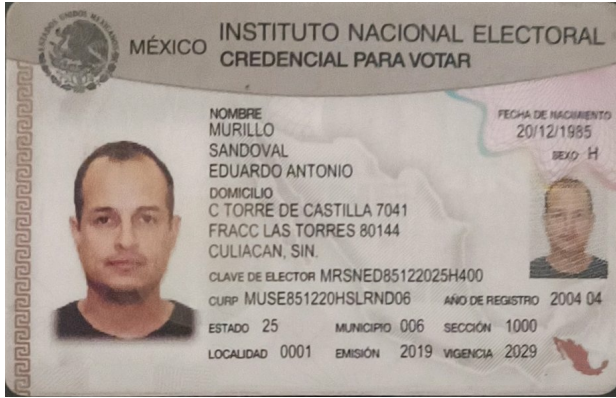 MÉXICO
INSTITUTO NACIONAL ELECTORAL
CREDENCIAL PARA VOTAR
NOMBRE
MURILLO
SANDOVAL
EDUARDO ANTONIO
FECHA DE NACIMIENTO
20/12/1985
SEXO H
DOMICILIO
C TORRE DE CASTILLA 7041
FRACC LAS TORRES 80144
CULIACAN, SIN.
CLAVE DE ELECTOR MRSNED85122025H400
CURP MUSE851220HSLRND06 AÑO DE REGISTRO 2004 04
ESTADO 25 MUNICIPIO 006 SECCIÓN 1000
LOCALIDAD 0001 EMISIÓN 2019 VIGENCIA 2029